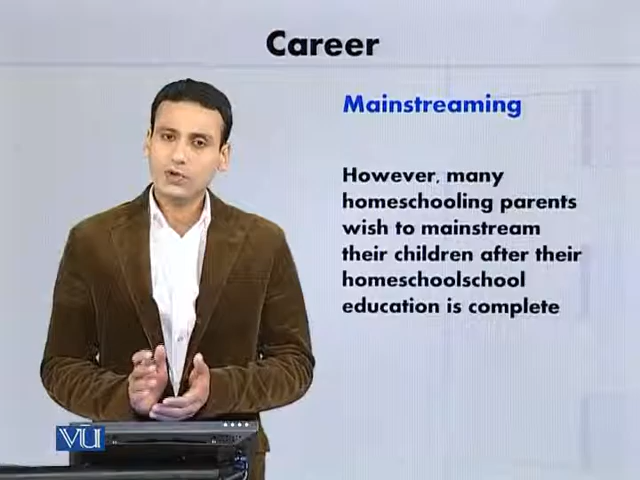 Career
Mainstreaming
However, many
homeschooling parents
wish to mainstream
their children after their
homeschoolschool
education is complete
VU